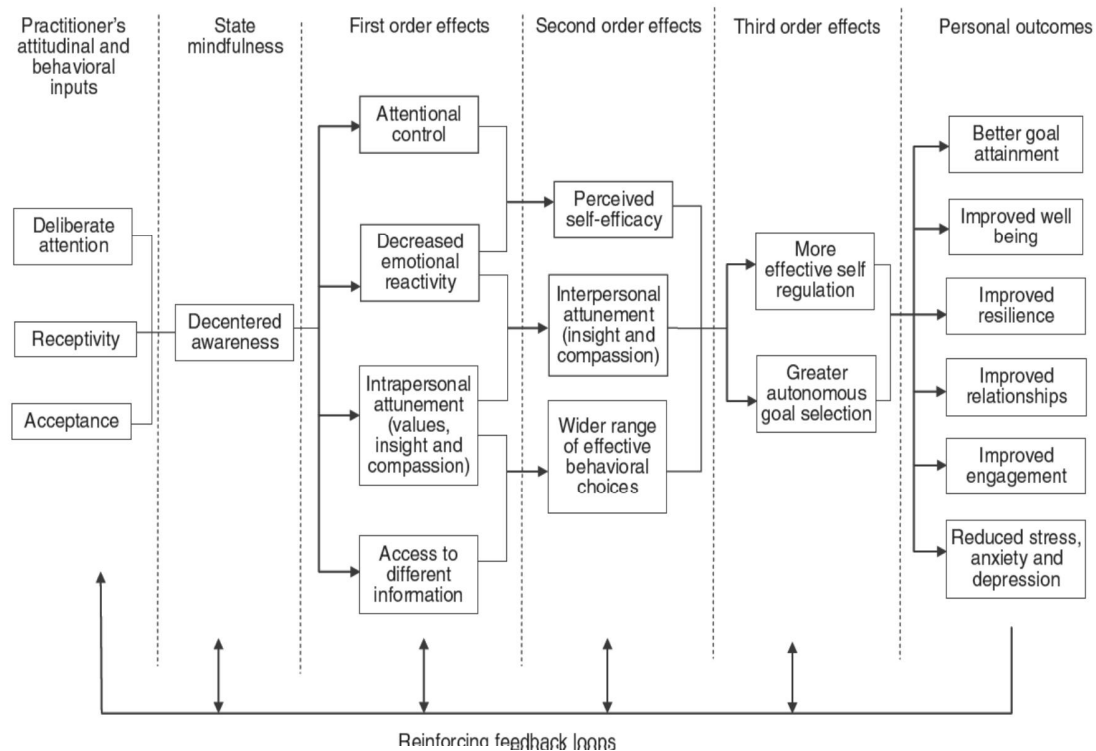 Practitioner's
attitudinal and
behavioral
inputs
State
mindfulness
First order effects
Second order effects
Third order effects
Personal outcomes
Deliberate
attention
Receptivity
Acceptance
Decentered
awareness
Attentional
control
Decreased
emotional
reactivity
Intrapersonal
attunement
(values,
insight and
compassion)
Access to
different
information
Perceived
self-efficacy
Interpersonal
attunement
(insight and
compassion)
Wider range
of effective
behavioral
choices
More
effective self
regulation
Greater
autonomous
goal selection
Better goal
attainment
Improved well
being
Improved
resilience
Improved
relationships
Improved
engagement
Reduced stress,
anxiety and
depression
Reinforcing feedback loops